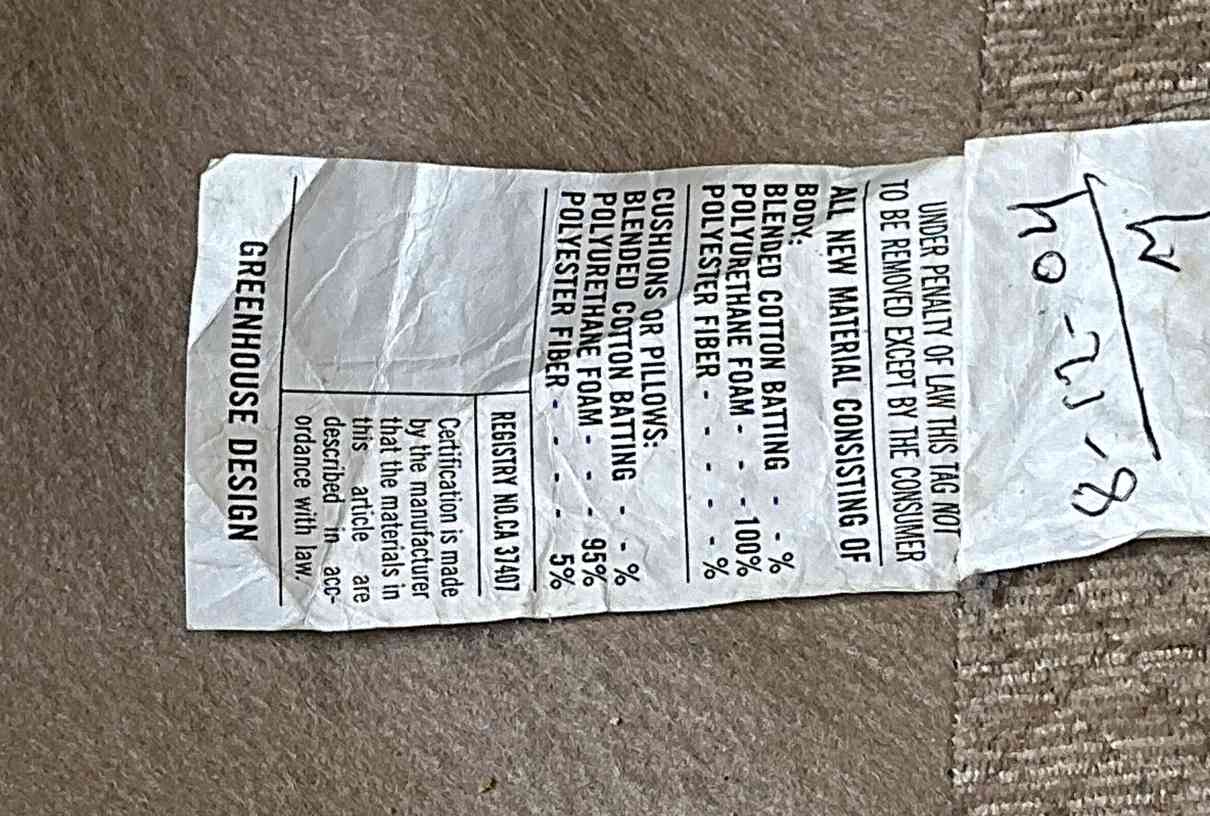 UNDER PENALTY OF LAW THIS TAG NOT
TO BE REMOVED EXCEPT BY THE CONSUMER
ALL NEW MATERIAL CONSISTING OF
BODY:
BLENDED COTTON BATTING - - %
POLYURETHANE FOAM - - - 100%
POLYESTER FIBER - - - - - %
CUSHIONS OR PILLOWS:
BLENDED COTTON BATTING - - %
POLYURETHANE FOAM - - - 95%
POLYESTER FIBER - - - - - 5%
REGISTRY NO.CA 37407
Certification is made
by the manufacturer
that the materials in
this article are
described in acc-
ordance with law.
GREENHOUSE DESIGN